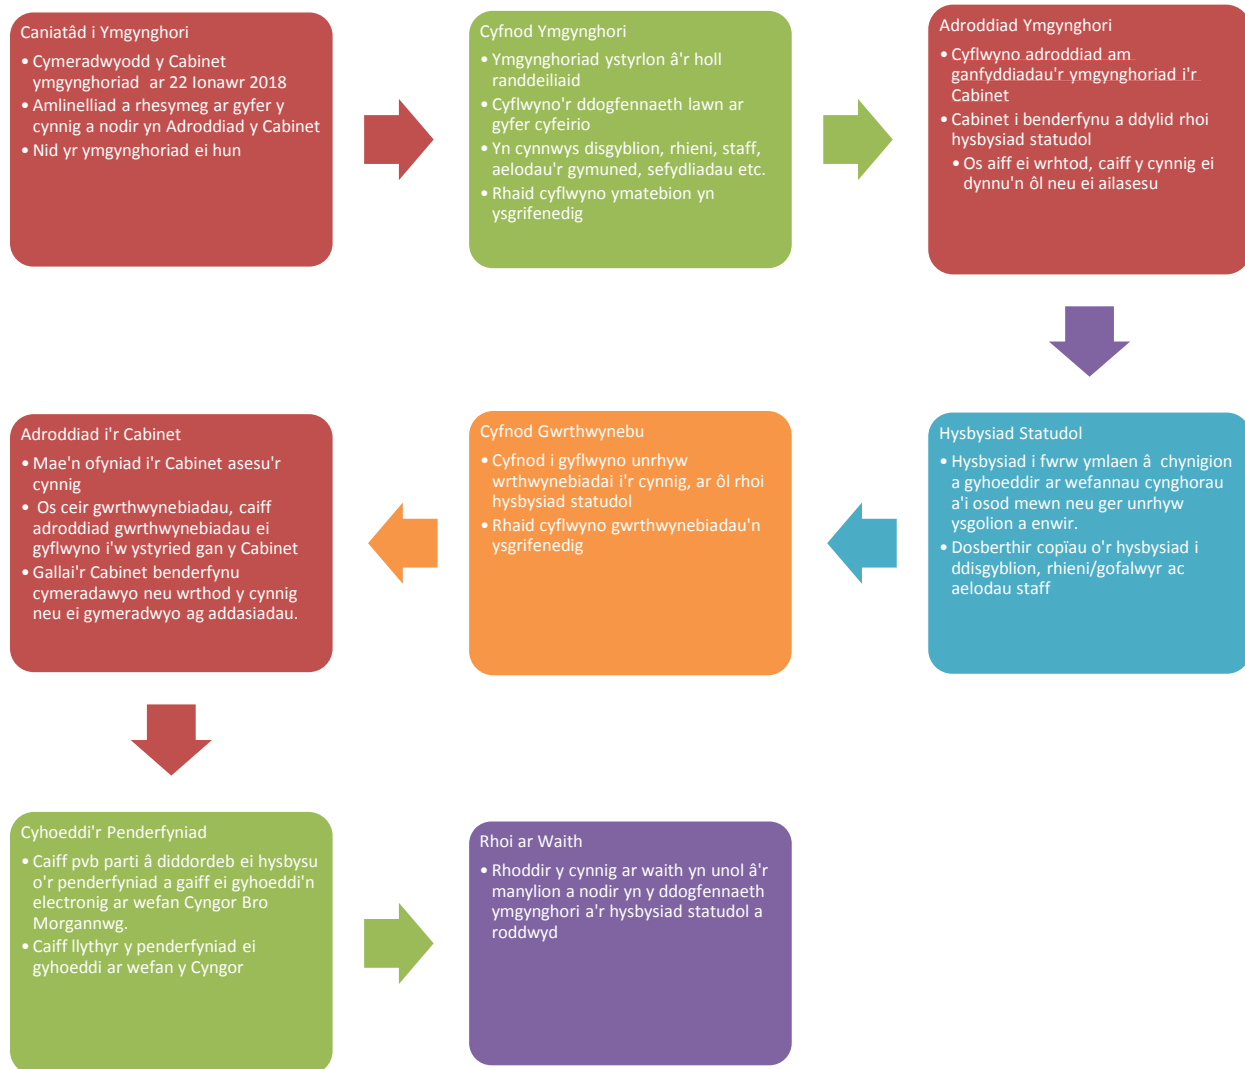 Caniatâd i Ymgynghori
• Cymeradwyodd y Cabinet
ymgynghoriad ar 22 Ionawr 2018
• Amlinelliad a rhesymeg ar gyfer y
cynnig a nodir yn Adroddiad y Cabinet
• Nid yr ymgynghoriad ei hun
Cyfnod Ymgynghori
• Ymgynghoriad ystyrlon â'r holl
randdeiliaid
• Cyflwyno'r ddogfennaeth lawn ar
gyfer cyfeirio
• Yn cynnwys disgyblion, rhieni, staff,
aelodau'r gymuned, sefydliadau etc.
• Rhaid cyflwyno ymatebion yn
ysgrifenedig
Adroddiad Ymgynghori
• Cyflwyno adroddiad am
ganfyddiadau'r ymgynghoriad i'r
Cabinet
• Cabinet i benderfynu a ddylid rhoi
hysbysiad statudol
• Os aiff ei wrhtod, caiff y cynnig ei
dynnu'n ôl neu ei ailasesu
Hysbysiad Statudol
• Hysbysiad i fwrw ymlaen â chynigion
a gyhoeddir ar wefannau cynghorau
a'i osod mewn neu ger unrhyw
ysgolion a enwir.
• Dosberthir copïau o'r hysbysiad i
ddisgyblion, rhieni/gofalwyr ac
aelodau staff
Cyfnod Gwrthwynebu
• Cyfnod i gyflwyno unrhyw
wrthwynebiadai i'r cynnig, ar ôl rhoi
hysbysiad statudol
• Rhaid cyflwyno gwrthwynebiadau'n
ysgrifenedig
Adroddiad i'r Cabinet
• Mae'n ofyniad i'r Cabinet asesu'r
cynnig
• Os ceir gwrthwynebiadau, caiff
adroddiad gwrthwynebiadau ei
gyflwyno i'w ystyried gan y Cabinet
• Gallai'r Cabinet benderfynu
cymeradawyo neu wrthod y cynnig
neu ei gymeradwyo ag addasiadau.
Cyhoeddi'r Penderfyniad
• Caiff pvb parti â diddordeb ei hysbysu
o'r penderfyniad a gaiff ei gyhoeddi'n
electronig ar wefan Cyngor Bro
Morgannwg.
• Caiff llythyr y penderfyniad ei
gyhoeddi ar wefan y Cyngor
Rhoi ar Waith
• Rhoddir y cynnig ar waith yn unol â'r
manylion a nodir yn y ddogfennaeth
ymgynghori a'r hysbysiad statudol a
roddwyd